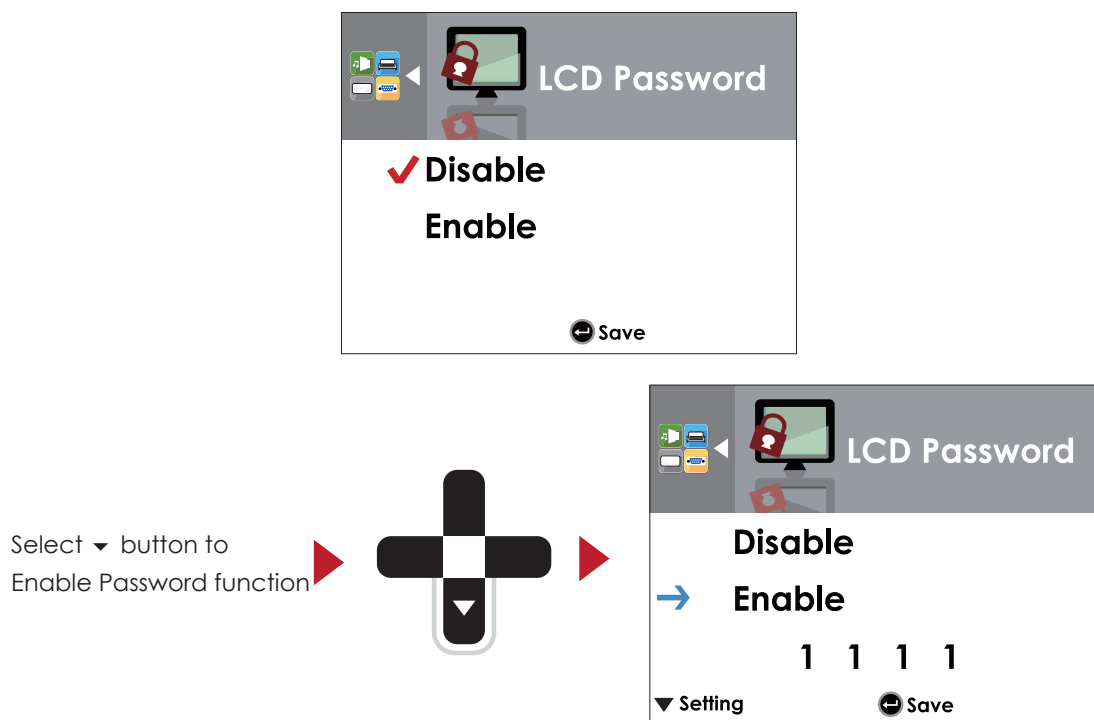 LCD Password
Disable
Enable
Save
Select ▼ button to
Enable Password function
LCD Password
Disable
Enable
1 1 1 1
▼ Setting
Save